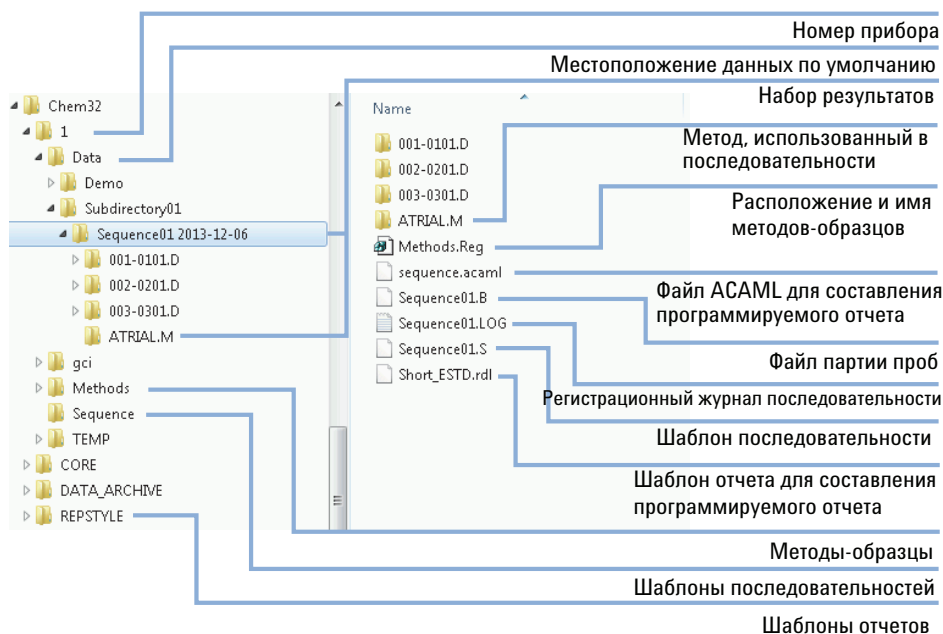 Номер прибора
Местоположение данных по умолчанию
Набор результатов
Метод, использованный в
последовательности
Расположение и имя
методов-образцов
Файл ACAML для составления
программируемого отчета
Файл партии проб
Регистрационный журнал последовательности
Шаблон последовательности
Шаблон отчета для составления
программируемого отчета
Методы-образцы
Шаблоны последовательностей
Шаблоны отчетов
Chem32
1
Data
Demo
Subdirectory01
Sequence01 2013-12-06
001-0101.D
002-0201.D
003-0301.D
ATRIAL.M
gci
Methods
Sequence
TEMP
CORE
DATA_ARCHIVE
REPSTYLE
Name
001-0101.D
002-0201.D
003-0301.D
ATRIAL.M
Methods.Reg
sequence.acaml
Sequence01.B
Sequence01.LOG
Sequence01.S
Short_ESTD.rdl